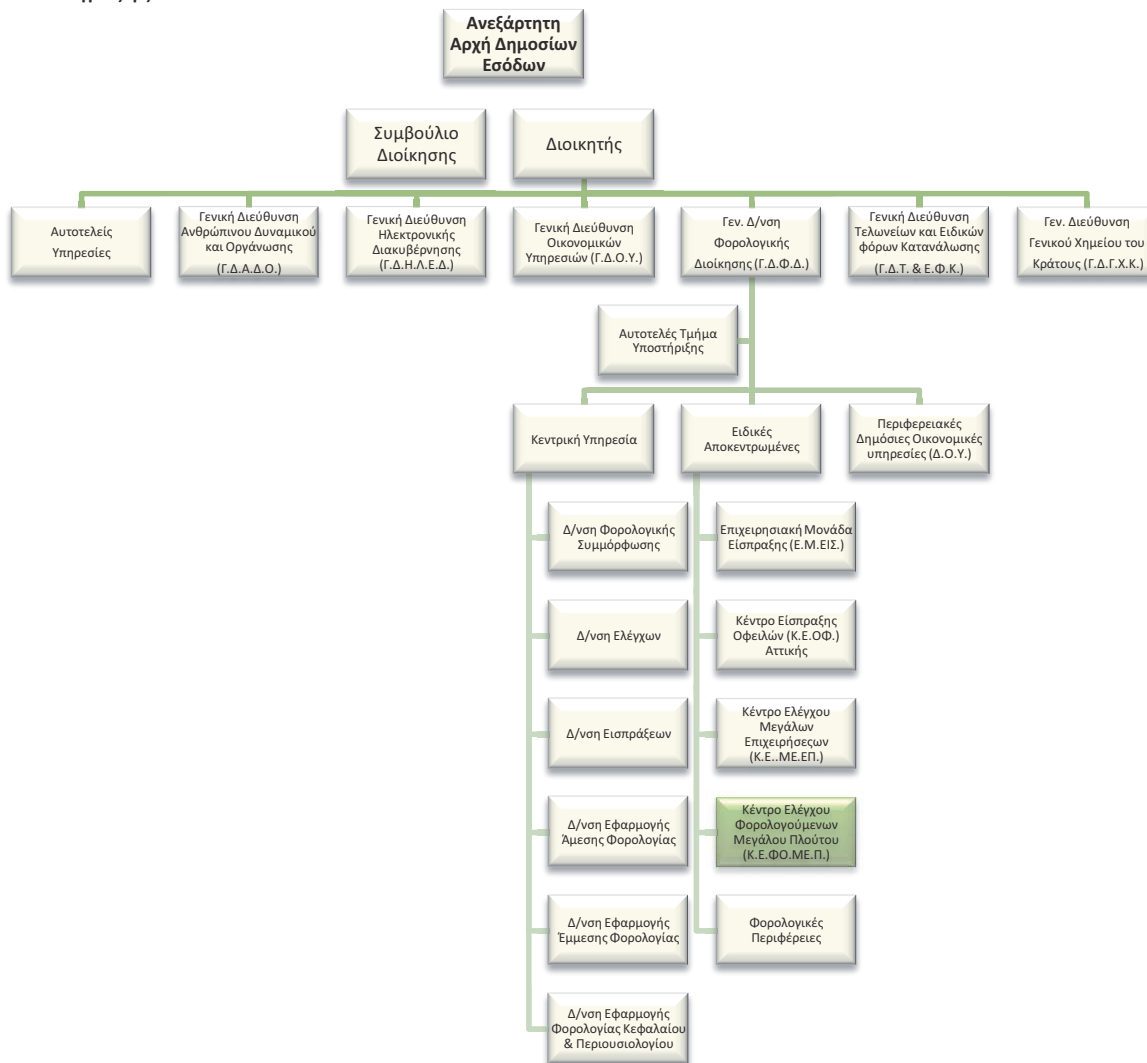 Ανεξάρτητη
Αρχή Δημοσίων
Εσόδων
Συμβούλιο
Διοίκησης
Διοικητής
Αυτοτελείς
Υπηρεσίες
Γενική Διεύθυνση
Ανθρώπινου Δυναμικού
και Οργάνωσης
(Γ.Δ.Α.Δ.Ο.)
Γενική Διεύθυνση
Ηλεκτρονικής
Διακυβέρνησης
(Γ.Δ.Η.Λ.Ε.Δ.)
Γενική Διεύθυνση
Οικονομικών
Υπηρεσιών (Γ.Δ.Ο.Υ.)
Γεν. Δ/νση
Φορολογικής
Διοίκησης (Γ.Δ.Φ.Δ.)
Γενική Διεύθυνση
Τελωνείων και Ειδικών
φόρων Κατανάλωσης
(Γ.Δ.Τ. & Ε.Φ.Κ.)
Γεν. Διεύθυνση
Γενικού Χημείου του
Κράτους (Γ.Δ.Γ.Χ.Κ.)
Αυτοτελές Τμήμα
Υποστήριξης
Κεντρική Υπηρεσία
Ειδικές
Αποκεντρωμένες
Περιφερειακές
Δημόσιες Οικονομικές
υπηρεσίες (Δ.Ο.Υ.)
Δ/νση Φορολογικής
Συμμόρφωσης
Επιχειρησιακή Μονάδα
Είσπραξης (Ε.Μ.ΕΙΣ.)
Δ/νση Ελέγχων
Κέντρο Είσπραξης
Οφειλών (Κ.Ε.ΟΦ.)
Αττικής
Δ/νση Εισπράξεων
Κέντρο Ελέγχου
Μεγάλων
Επιχειρήσεςων
(Κ.Ε..ΜΕ.ΕΠ.)
Δ/νση Εφαρμογής
Άμεσης Φορολογίας
Κέντρο Ελέγχου
Φορολογούμενων
Μεγάλου Πλούτου
(Κ.Ε.ΦΟ.ΜΕ.Π.)
Δ/νση Εφαρμογής
Έμμεσης Φορολογίας
Φορολογικές
Περιφέρειες
Δ/νση Εφαρμογής
Φορολογίας Κεφαλαίου
& Περιουσιολογίου